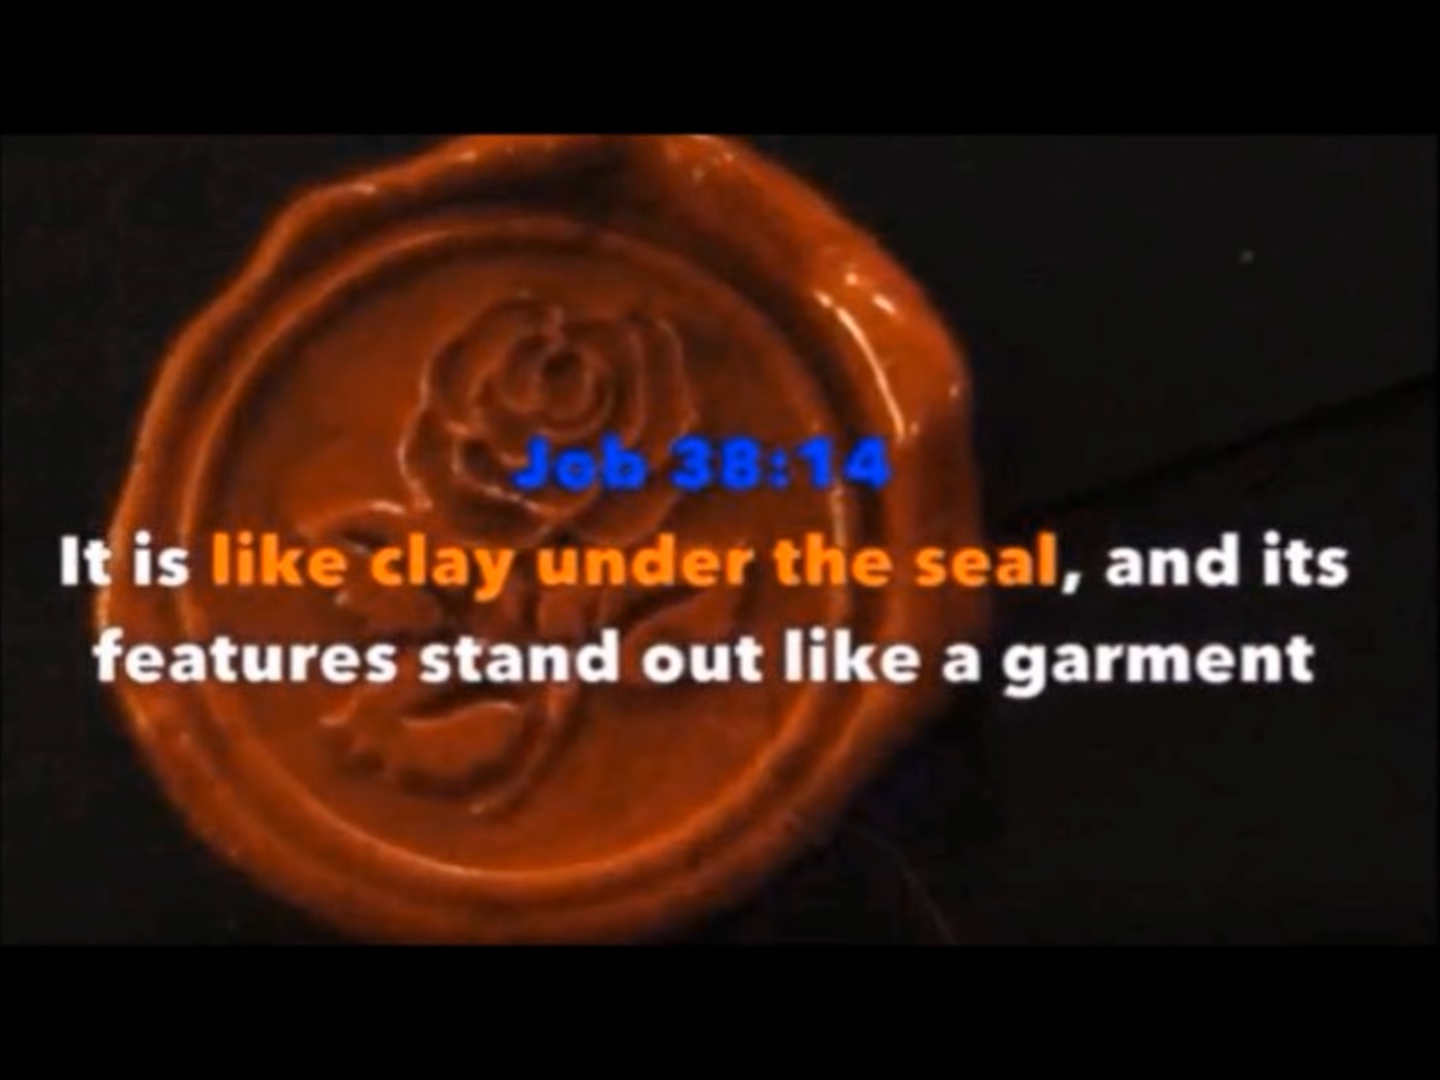 Job 38:14
It is like clay under the seal, and its
features stand out like a garment